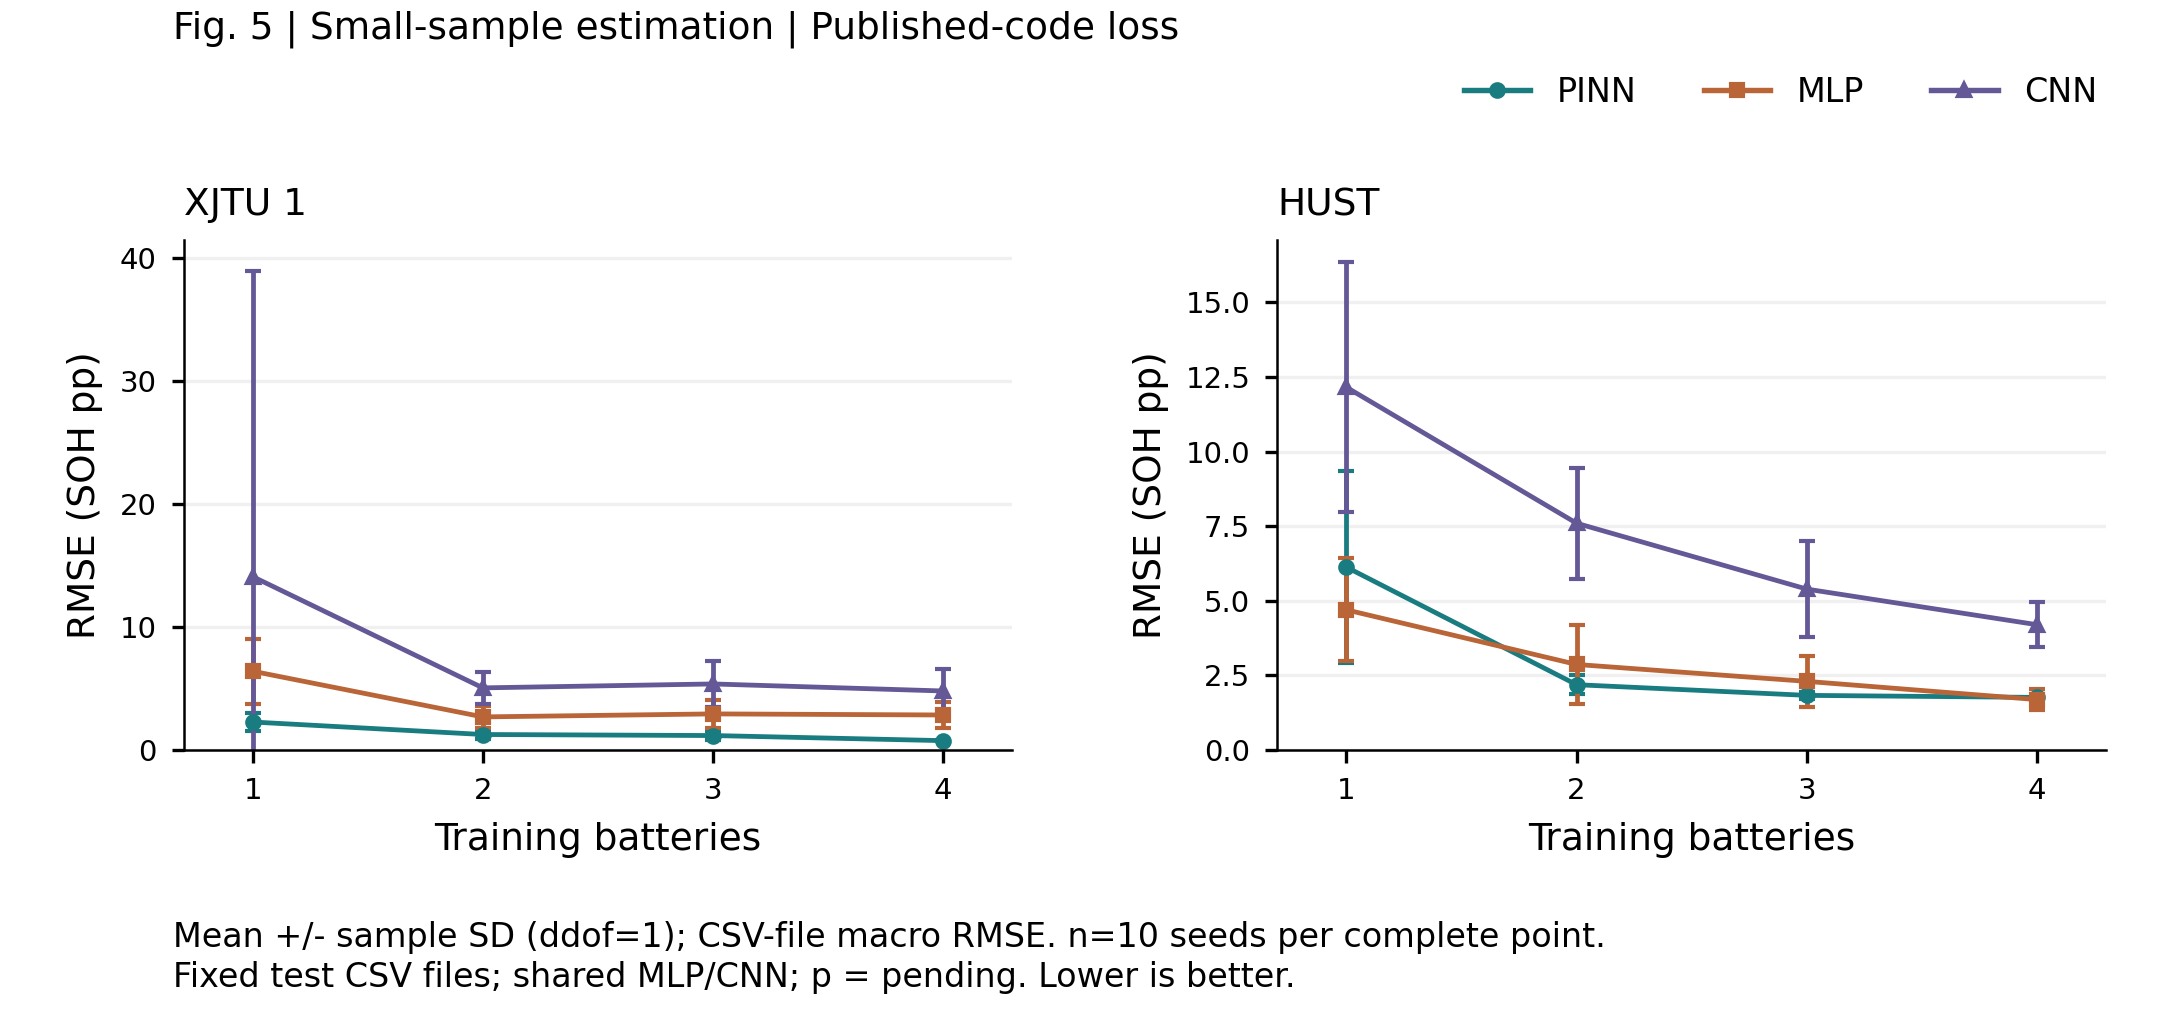 Fig. 5 | Small-sample estimation | Published-code loss
PINN MLP CNN
XJTU 1
40
30
20
10
0
RMSE (SOH pp)
1 2 3 4
Training batteries
HUST
15.0
12.5
10.0
7.5
5.0
2.5
0.0
RMSE (SOH pp)
1 2 3 4
Training batteries
Mean +/- sample SD (ddof=1); CSV-file macro RMSE. n=10 seeds per complete point.
Fixed test CSV files; shared MLP/CNN; p = pending. Lower is better.